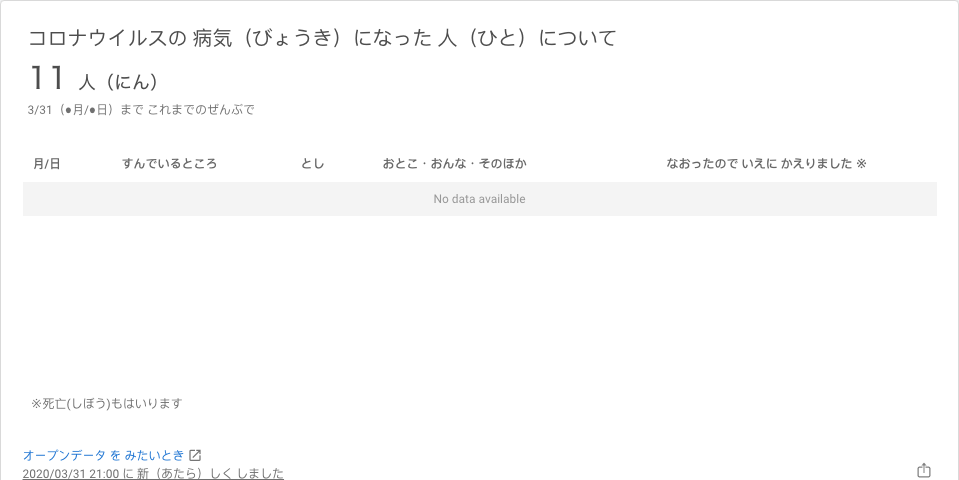 コロナウイルスの 病気（びょうき）になった 人（ひと）について
11 人（にん）
3/31（●月/●日）まで これまでのぜんぶで
月/日 すんでいるところ とし おとこ・おんな・そのほか なおったので いえに かえりました ※
No data available
※死亡(しぼう)もはいります
オープンデータ を みたいとき
2020/03/31 21:00 に 新（あたら）しく しました